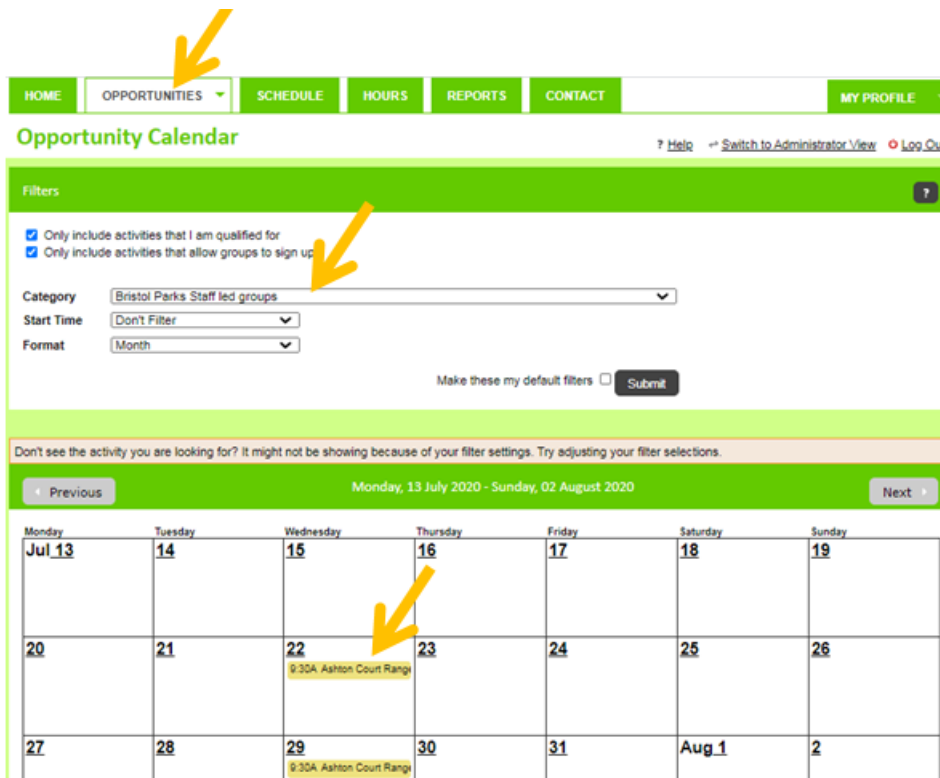 HOME OPPORTUNITIES SCHEDULE HOURS REPORTS CONTACT MY PROFILE
Opportunity Calendar
? Help Switch to Administrator View Log Ou
Filters ?
Only include activities that I am qualified for
Only include activities that allow groups to sign up
Category Bristol Parks Staff led groups
Start Time Don't Filter
Format Month
Make these my default filters Submit
Don't see the activity you are looking for? It might not be showing because of your filter settings. Try adjusting your filter selections.
Previous Monday, 13 July 2020 - Sunday, 02 August 2020 Next
Monday Tuesday Wednesday Thursday Friday Saturday Sunday
Jul 13 14 15 16 17 18 19
20 21 22 23 24 25 26
9:30A Ashton Court Range
27 28 29 30 31 Aug 1 2
9:30A Ashton Court Range